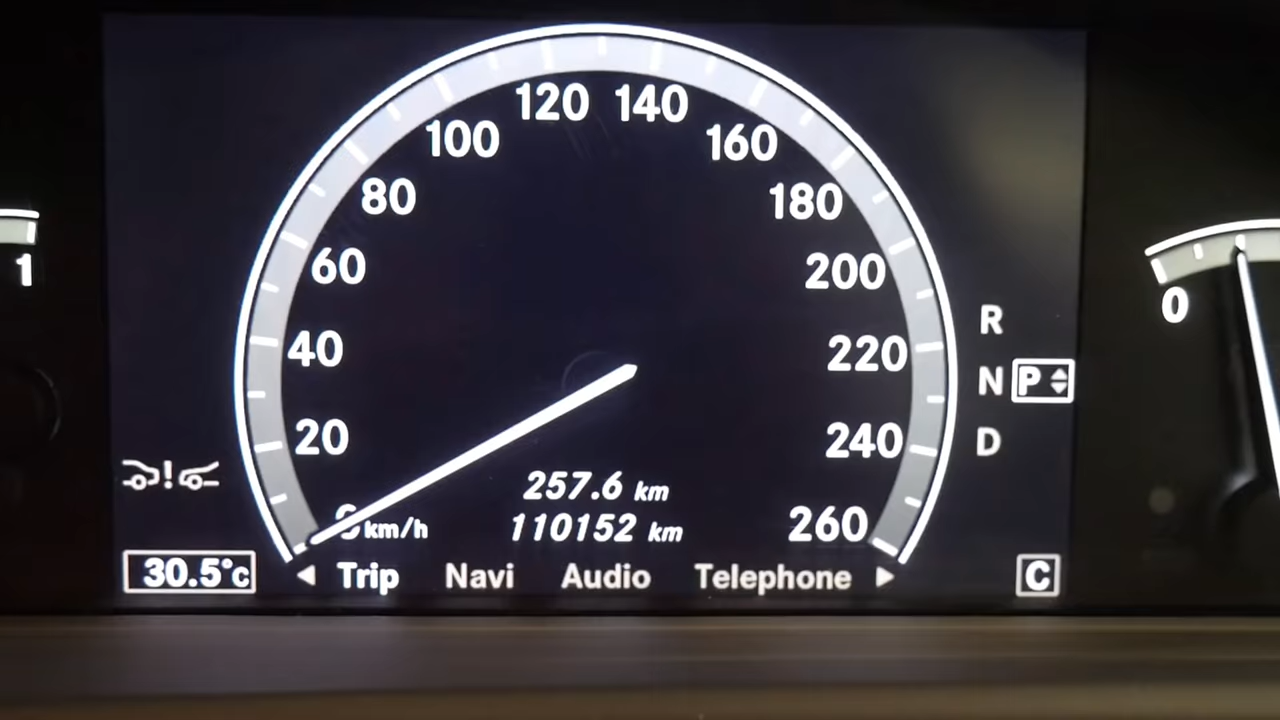 120 140
100 160
80 180
60 200
1
0
R
40 220
N P
20 240
D
257.6 km
0 km/h 110152 km 260
30.5°c Trip Navi Audio Telephone C